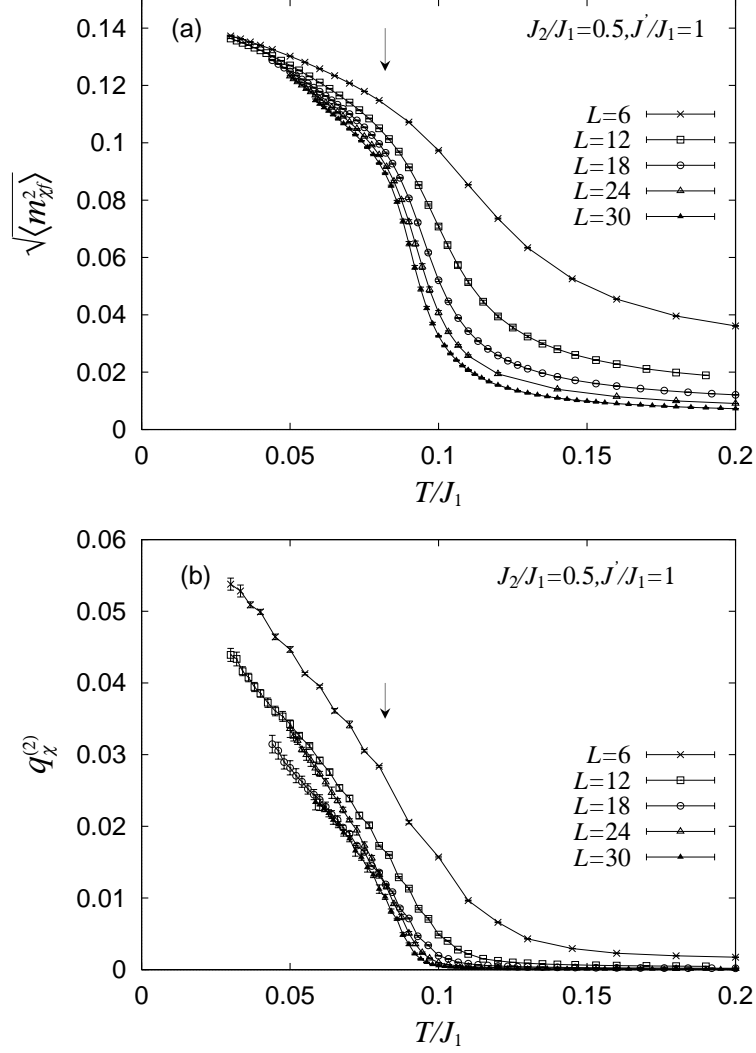 (a)
J₂/J₁=0.5,J'/J₁=1
0.14
0.12
0.1
0.08
0.06
0.04
0.02
0
√⟨m²χf⟩
L=6
L=12
L=18
L=24
L=30
0 0.05 0.1 0.15 0.2
T/J₁
(b)
J₂/J₁=0.5,J'/J₁=1
0.06
0.05
0.04
0.03
0.02
0.01
0
qχ⁽²⁾
L=6
L=12
L=18
L=24
L=30
0 0.05 0.1 0.15 0.2
T/J₁